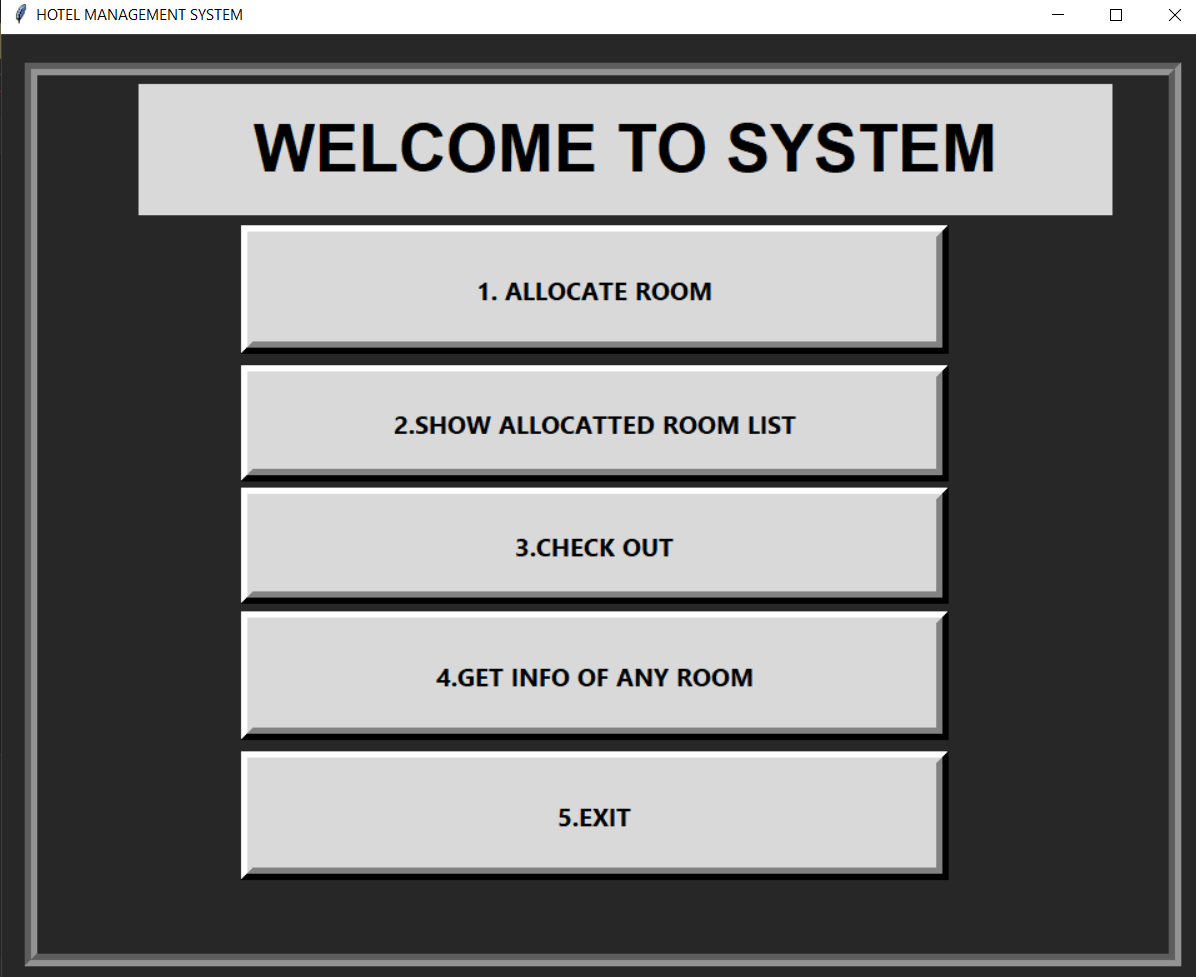 HOTEL MANAGEMENT SYSTEM
WELCOME TO SYSTEM
1. ALLOCATE ROOM
2.SHOW ALLOCATTED ROOM LIST
3.CHECK OUT
4.GET INFO OF ANY ROOM
5.EXIT